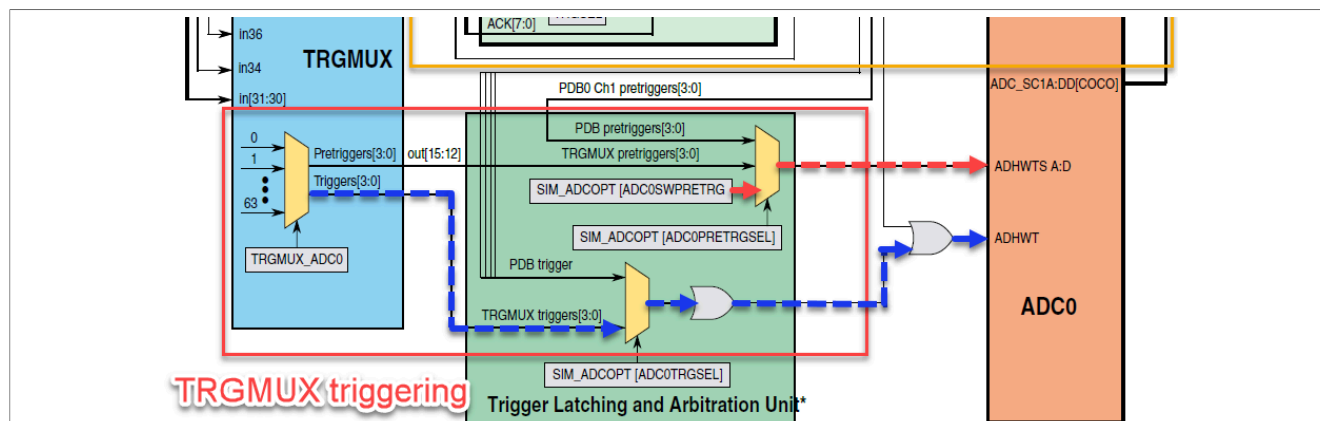 ACK[7:0]
in36
TRGMUX
in34
in[31:30]
PDB0 Ch1 pretriggers[3:0]
ADC_SC1A:DD[COCO]
0
1
63
Pretriggers[3:0]
out[15:12]
Triggers[3:0]
TRGMUX_ADC0
PDB pretriggers[3:0]
TRGMUX pretriggers[3:0]
SIM_ADCOPT [ADC0SWPRETRG
SIM_ADCOPT [ADC0PRETRGSEL]
ADHWTS A:D
ADHWT
PDB trigger
TRGMUX triggers[3:0]
ADC0
SIM_ADCOPT [ADC0TRGSEL]
TRGMUX triggering
Trigger Latching and Arbitration Unit*